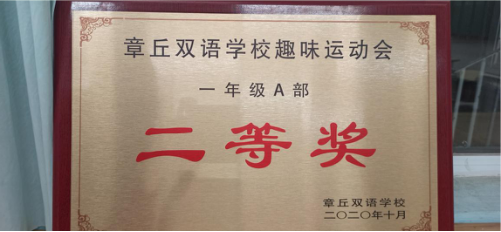 章丘双语学校趣味运动会
一年级A部
二等奖
章丘双语学校
二〇二〇年十月